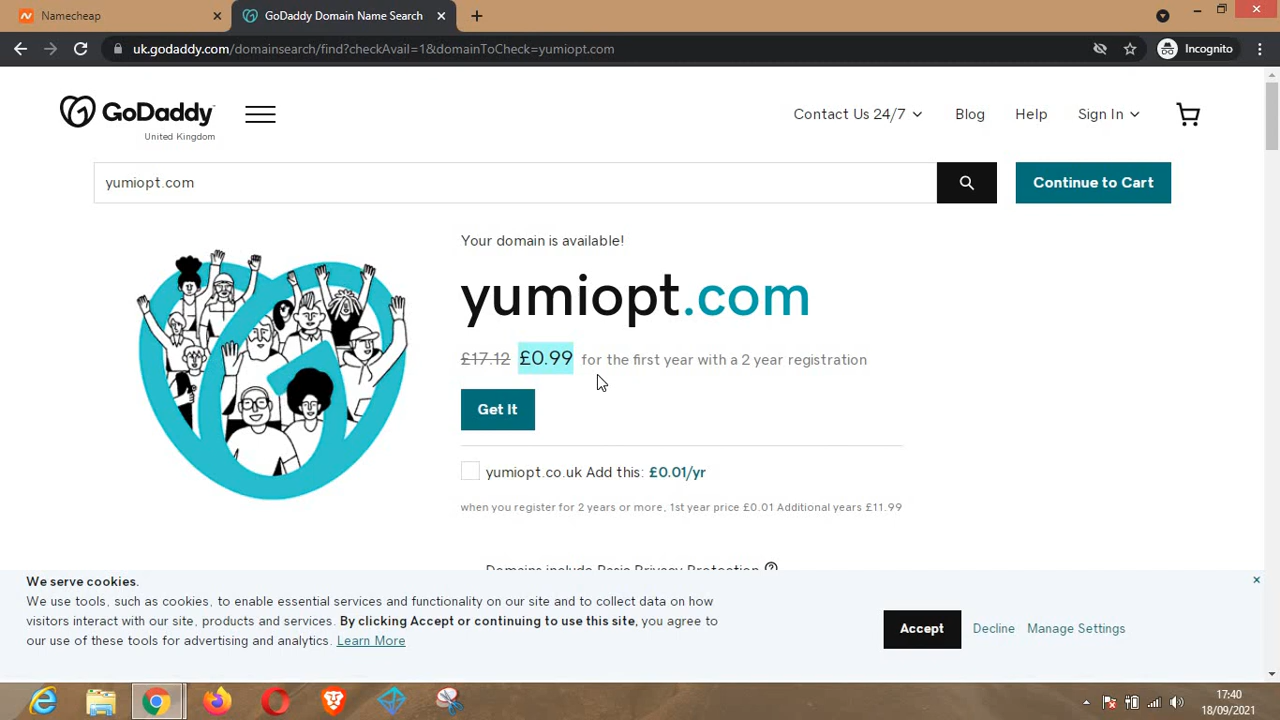 Namecheap
GoDaddy Domain Name Search
uk.godaddy.com/domainsearch/find?checkAvail=1&domainToCheck=yumiopt.com
Incognito
GoDaddy
United Kingdom
Contact Us 24/7
Blog
Help
Sign In
yumiopt.com
Continue to Cart
Your domain is available!
yumiopt.com
£17.12 £0.99 for the first year with a 2 year registration
Get It
yumiopt.co.uk Add this: £0.01/yr
when you register for 2 years or more, 1st year price £0.01 Additional years £11.99
Domains include Basic Privacy Protection
We serve cookies.
We use tools, such as cookies, to enable essential services and functionality on our site and to collect data on how
visitors interact with our site, products and services. By clicking Accept or continuing to use this site, you agree to
our use of these tools for advertising and analytics. Learn More
Accept
Decline
Manage Settings
17:40
18/09/2021